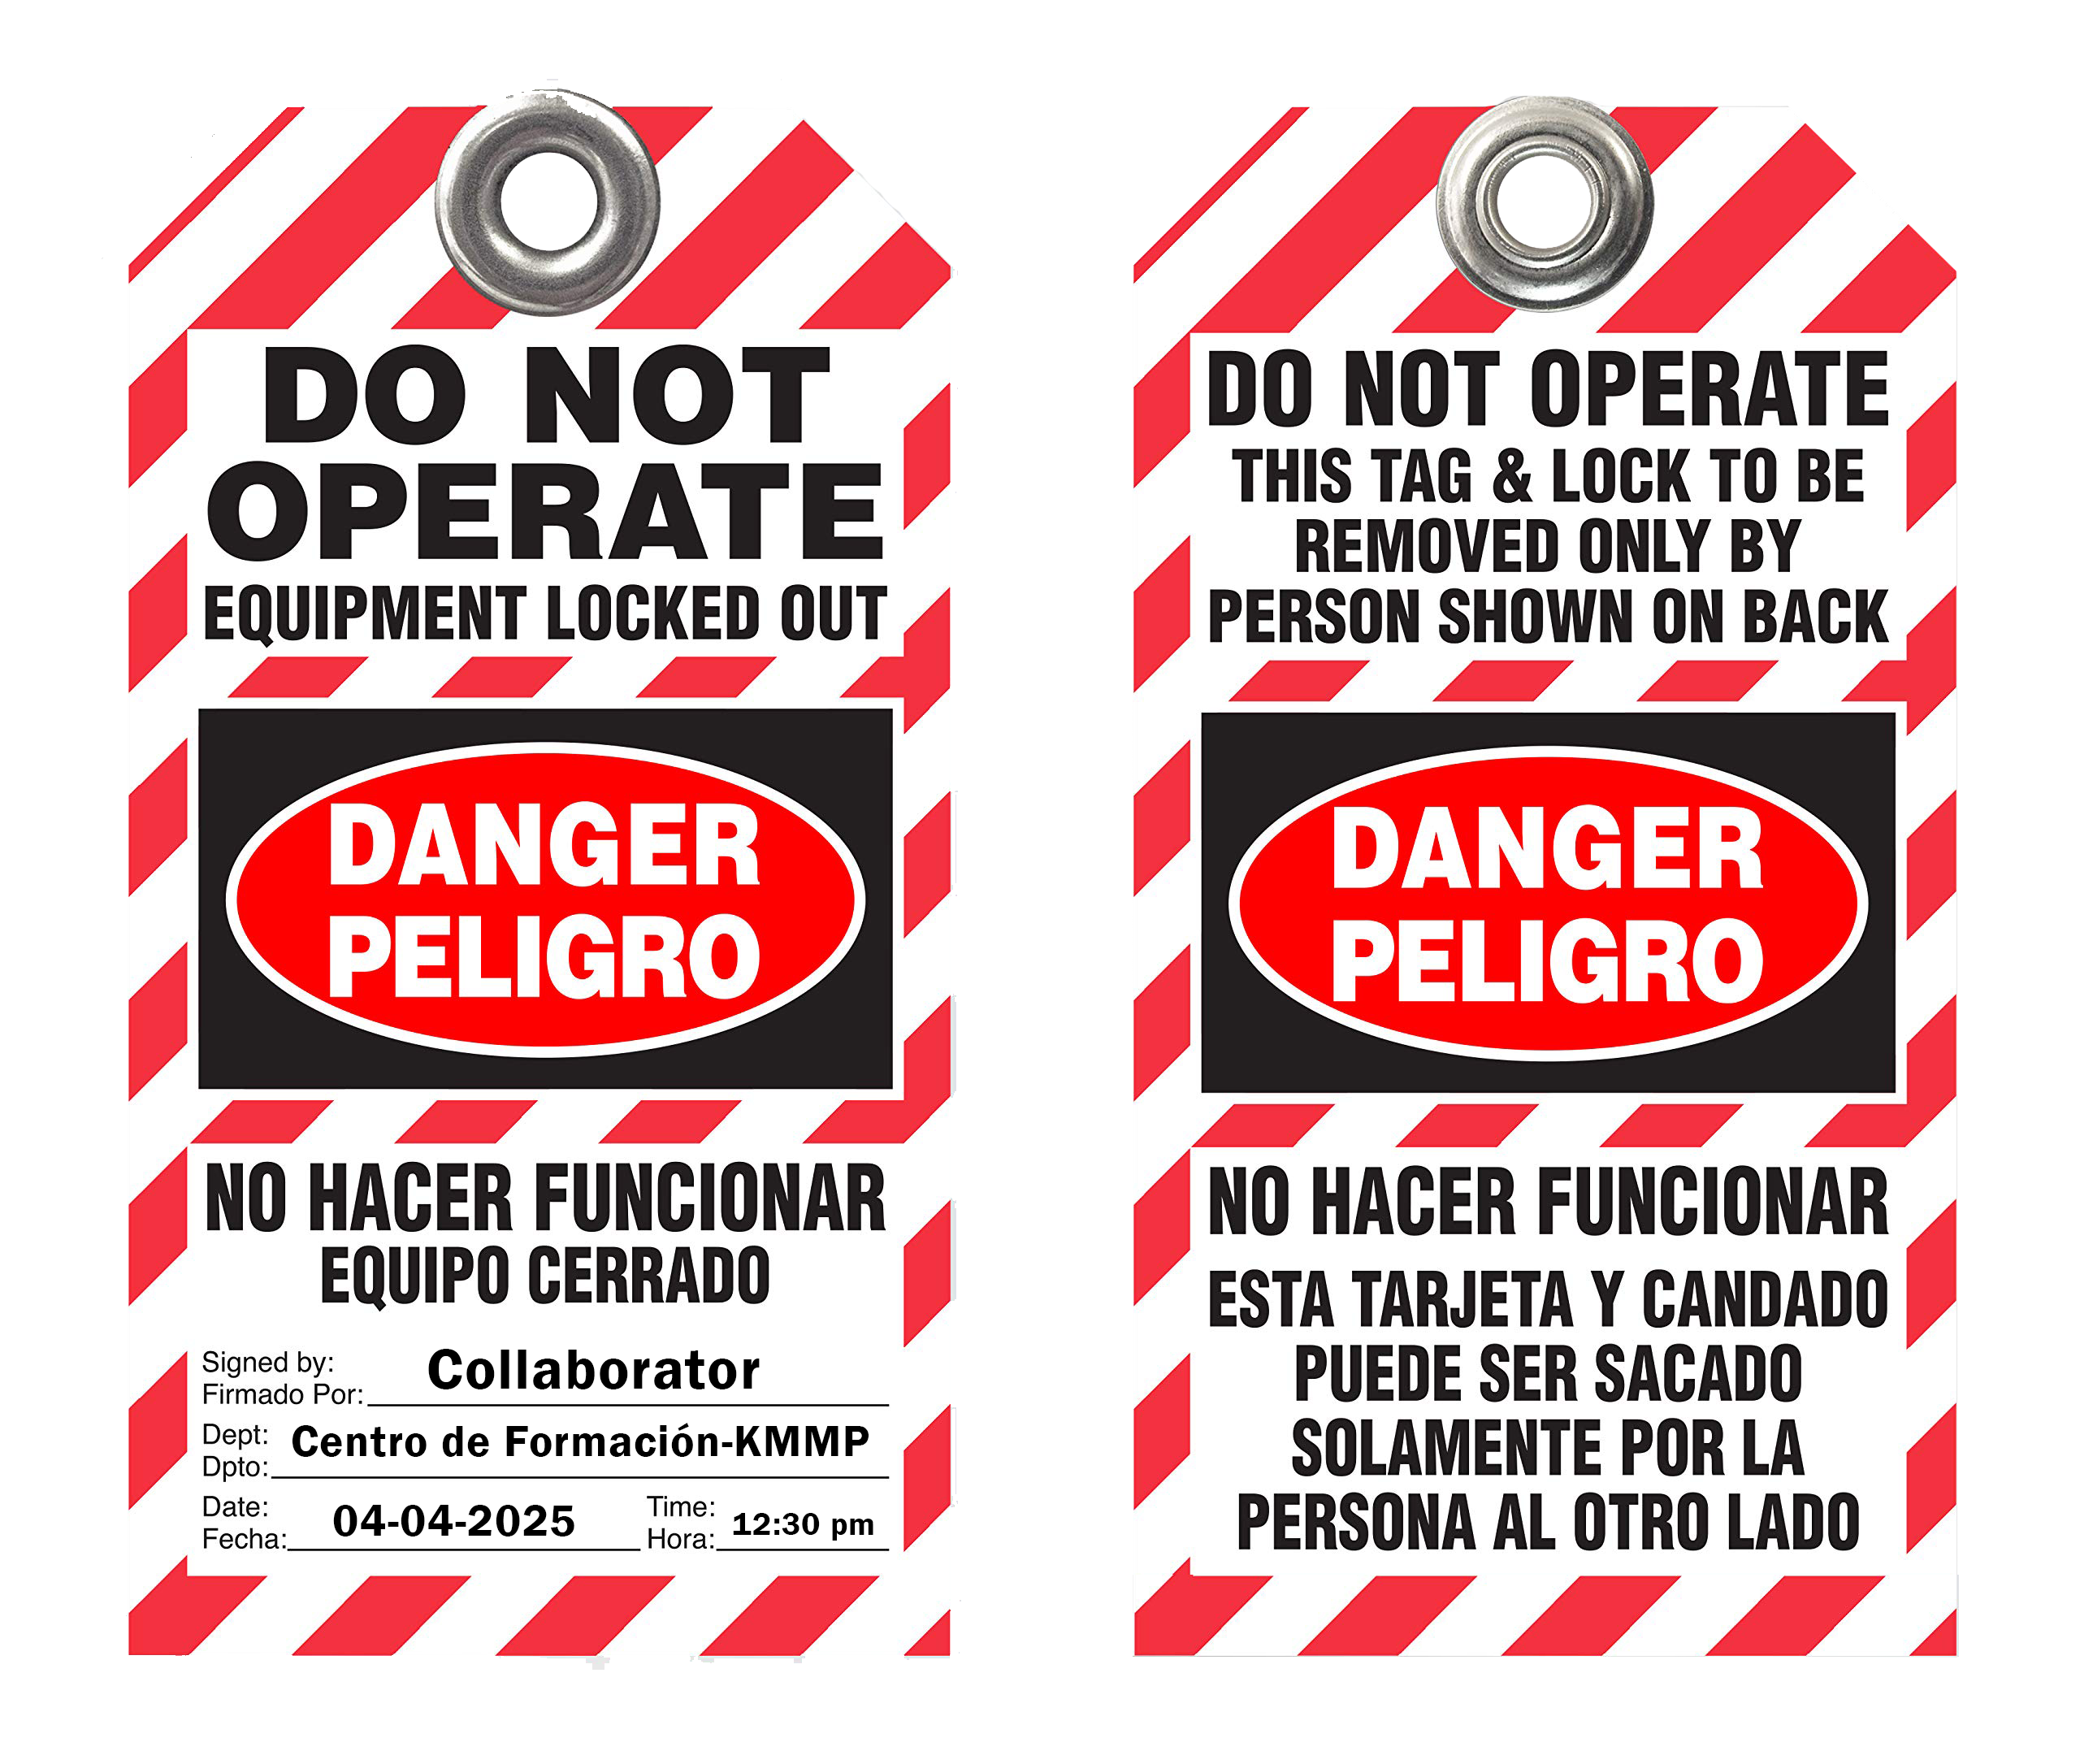 DO NOT
OPERATE
EQUIPMENT LOCKED OUT
DANGER
PELIGRO
NO HACER FUNCIONAR
EQUIPO CERRADO
Signed by:
Firmado Por: Collaborator
Dept:
Dpto: Centro de Formación-KMMP
Date: Time:
Fecha: 04-04-2025 Hora: 12:30 pm
DO NOT OPERATE
THIS TAG & LOCK TO BE
REMOVED ONLY BY
PERSON SHOWN ON BACK
DANGER
PELIGRO
NO HACER FUNCIONAR
ESTA TARJETA Y CANDADO
PUEDE SER SACADO
SOLAMENTE POR LA
PERSONA AL OTRO LADO